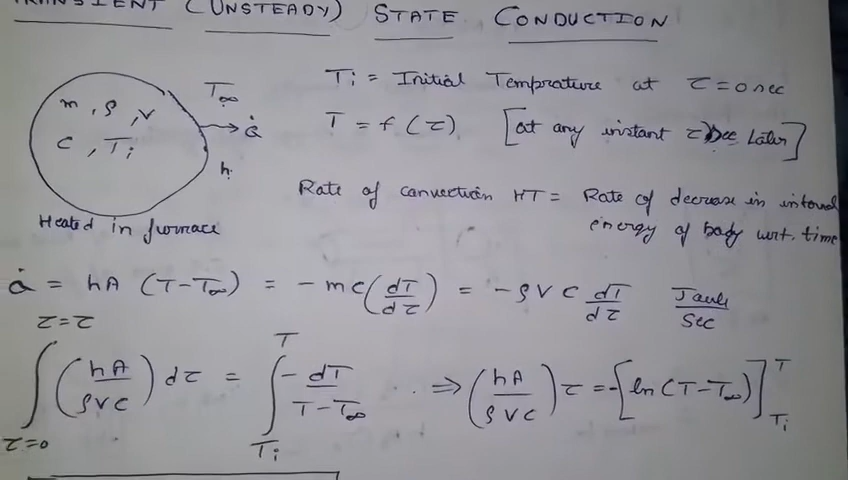 TRANSIENT (UNSTEADY) STATE CONDUCTION
m, ρ, V
C, Ti
T∞
Q̇
h
Heated in furnace
Ti = Initial Temprature at τ=0 sec
T = f(τ) [at any instant τ sec Later]
Rate of convection HT = Rate of decrease in internal
energy of body wrt. time
Q̇ = hA (T-T∞) = -mc(dT/dτ) = -ρVC dT/dτ Joule/Sec
∫_{τ=0}^{τ=τ} (hA/ρVC) dτ = ∫_{Ti}^{T} -dT/(T-T∞) ... ⇒ (hA/ρVC) τ = -[ln(T-T∞)]_{Ti}^{T}